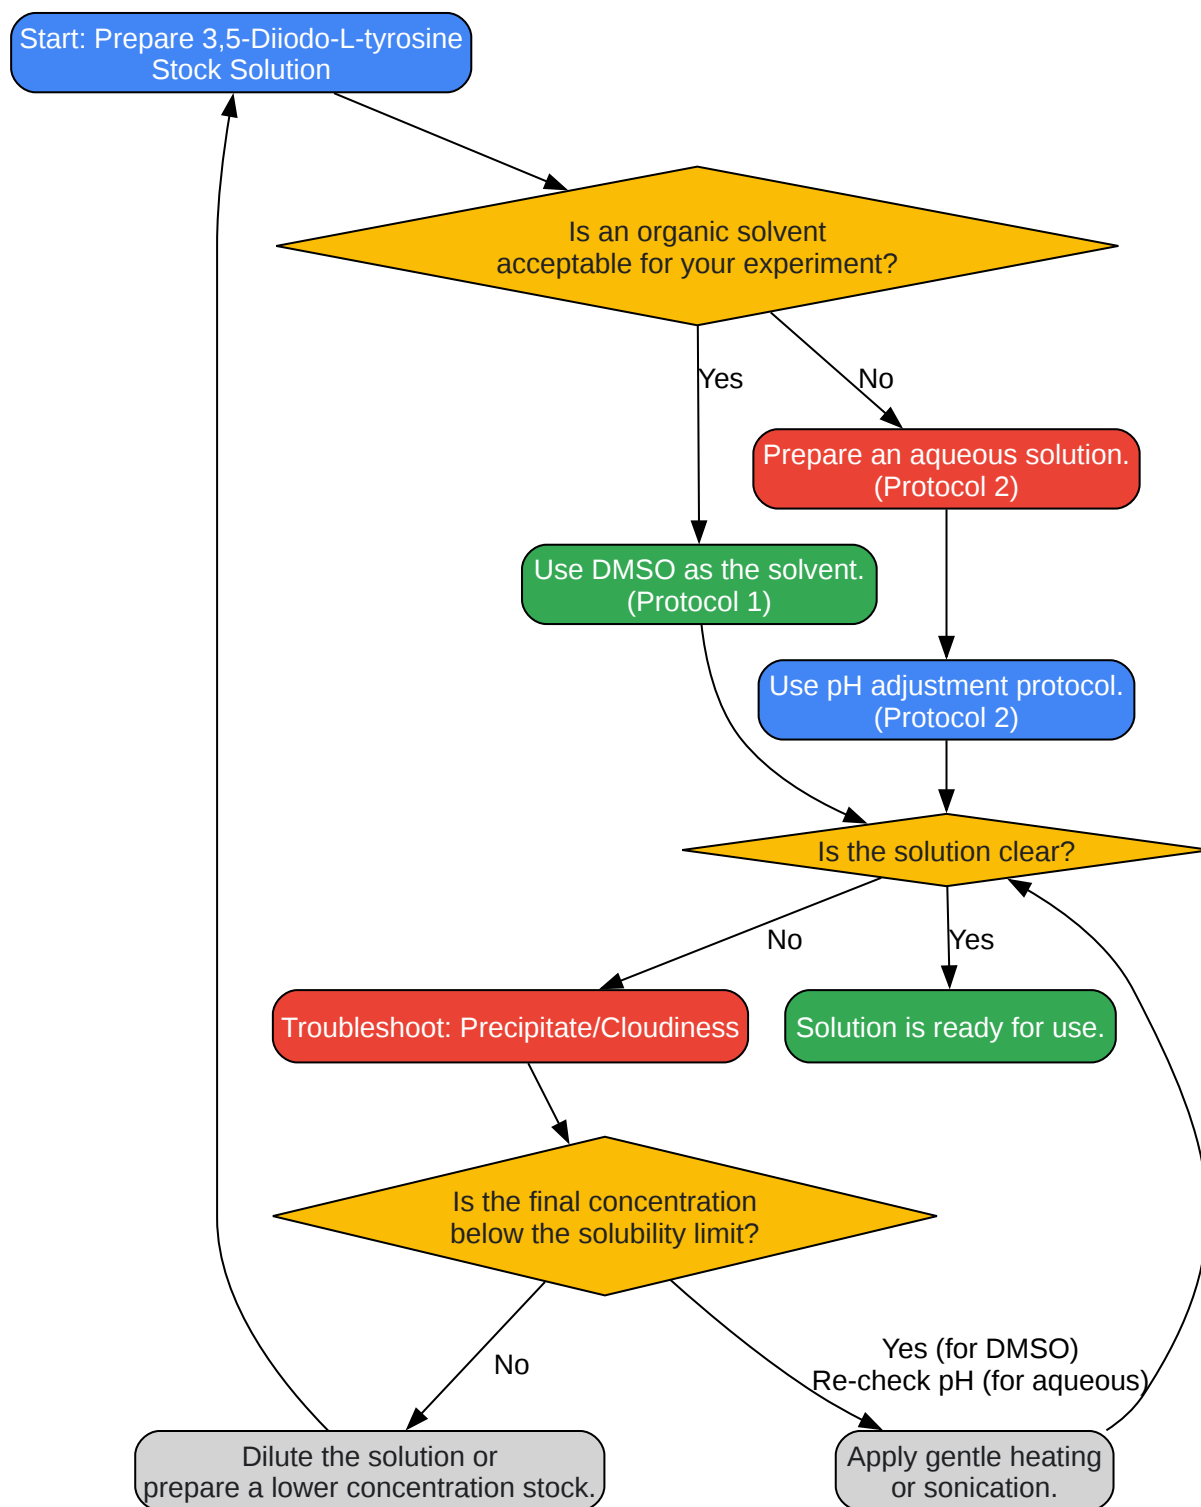 Start: Prepare 3,5-Diiodo-L-tyrosine
Stock Solution
Is an organic solvent
acceptable for your experiment?
Yes
No
Prepare an aqueous solution.
(Protocol 2)
Use DMSO as the solvent.
(Protocol 1)
Use pH adjustment protocol.
(Protocol 2)
Is the solution clear?
No
Yes
Troubleshoot: Precipitate/Cloudiness
Solution is ready for use.
Is the final concentration
below the solubility limit?
No
Yes (for DMSO)
Re-check pH (for aqueous)
Dilute the solution or
prepare a lower concentration stock.
Apply gentle heating
or sonication.